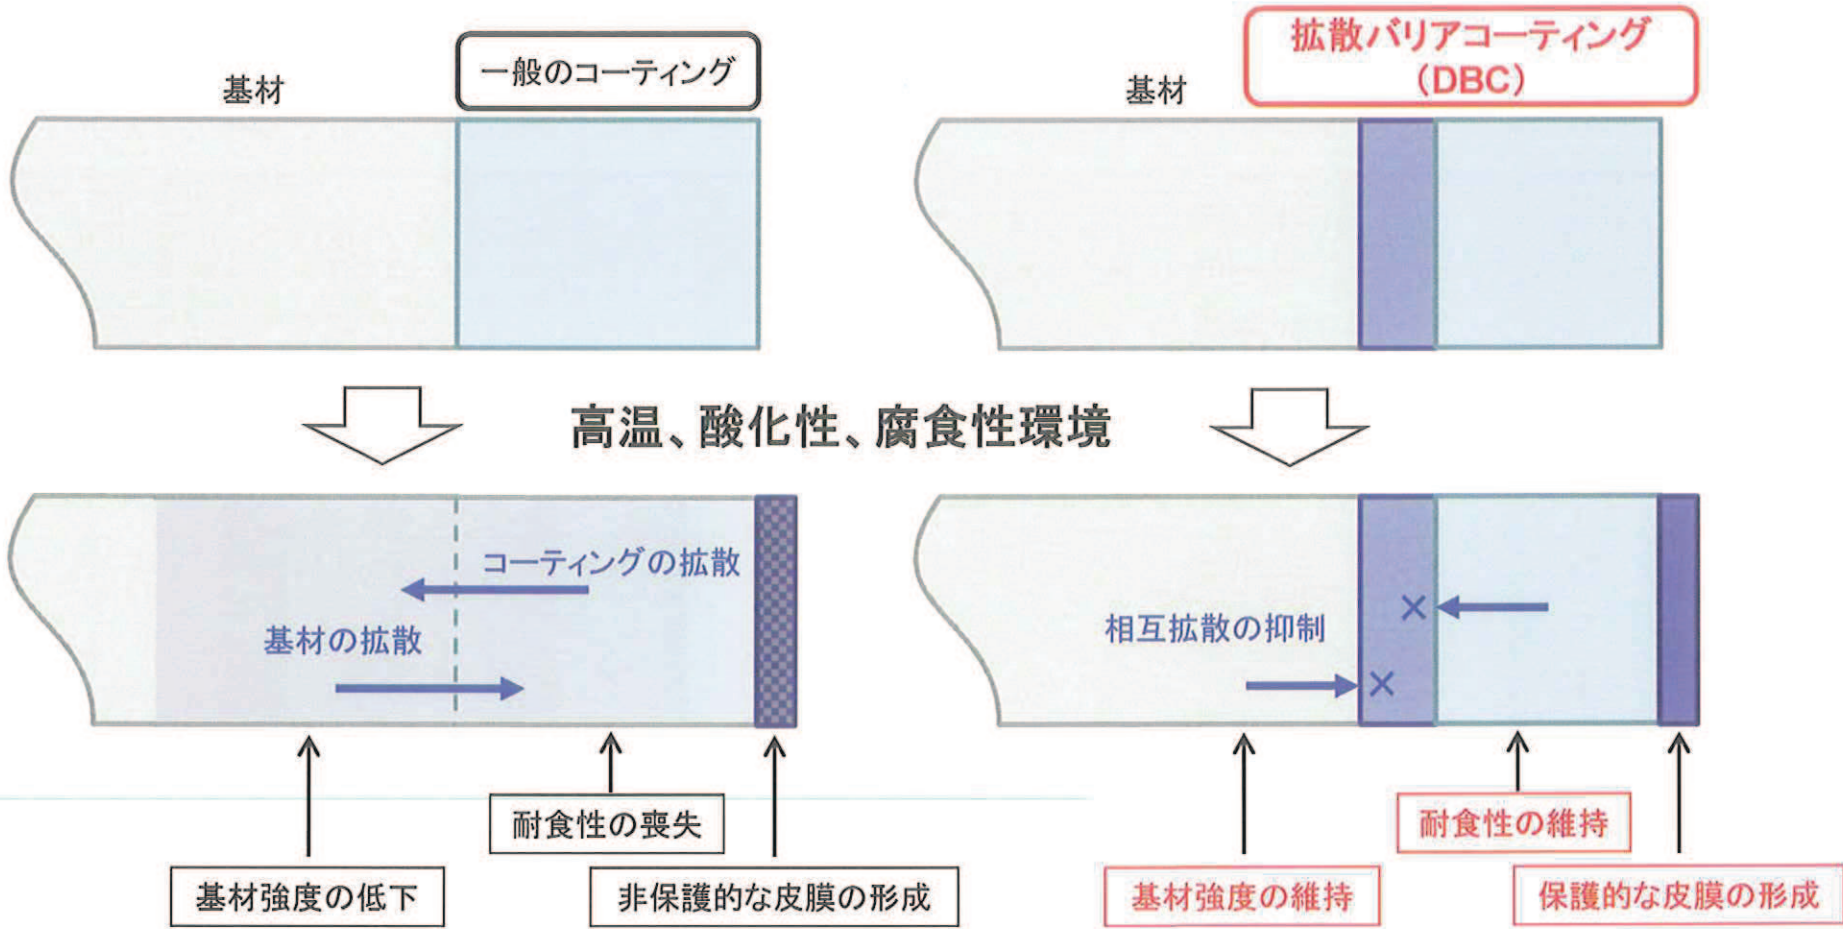 基材
一般のコーティング
基材
拡散バリアコーティング
(DBC)
高温、酸化性、腐食性環境
コーティングの拡散
基材の拡散
相互拡散の抑制
耐食性の喪失
基材強度の低下
非保護的な皮膜の形成
耐食性の維持
基材強度の維持
保護的な皮膜の形成